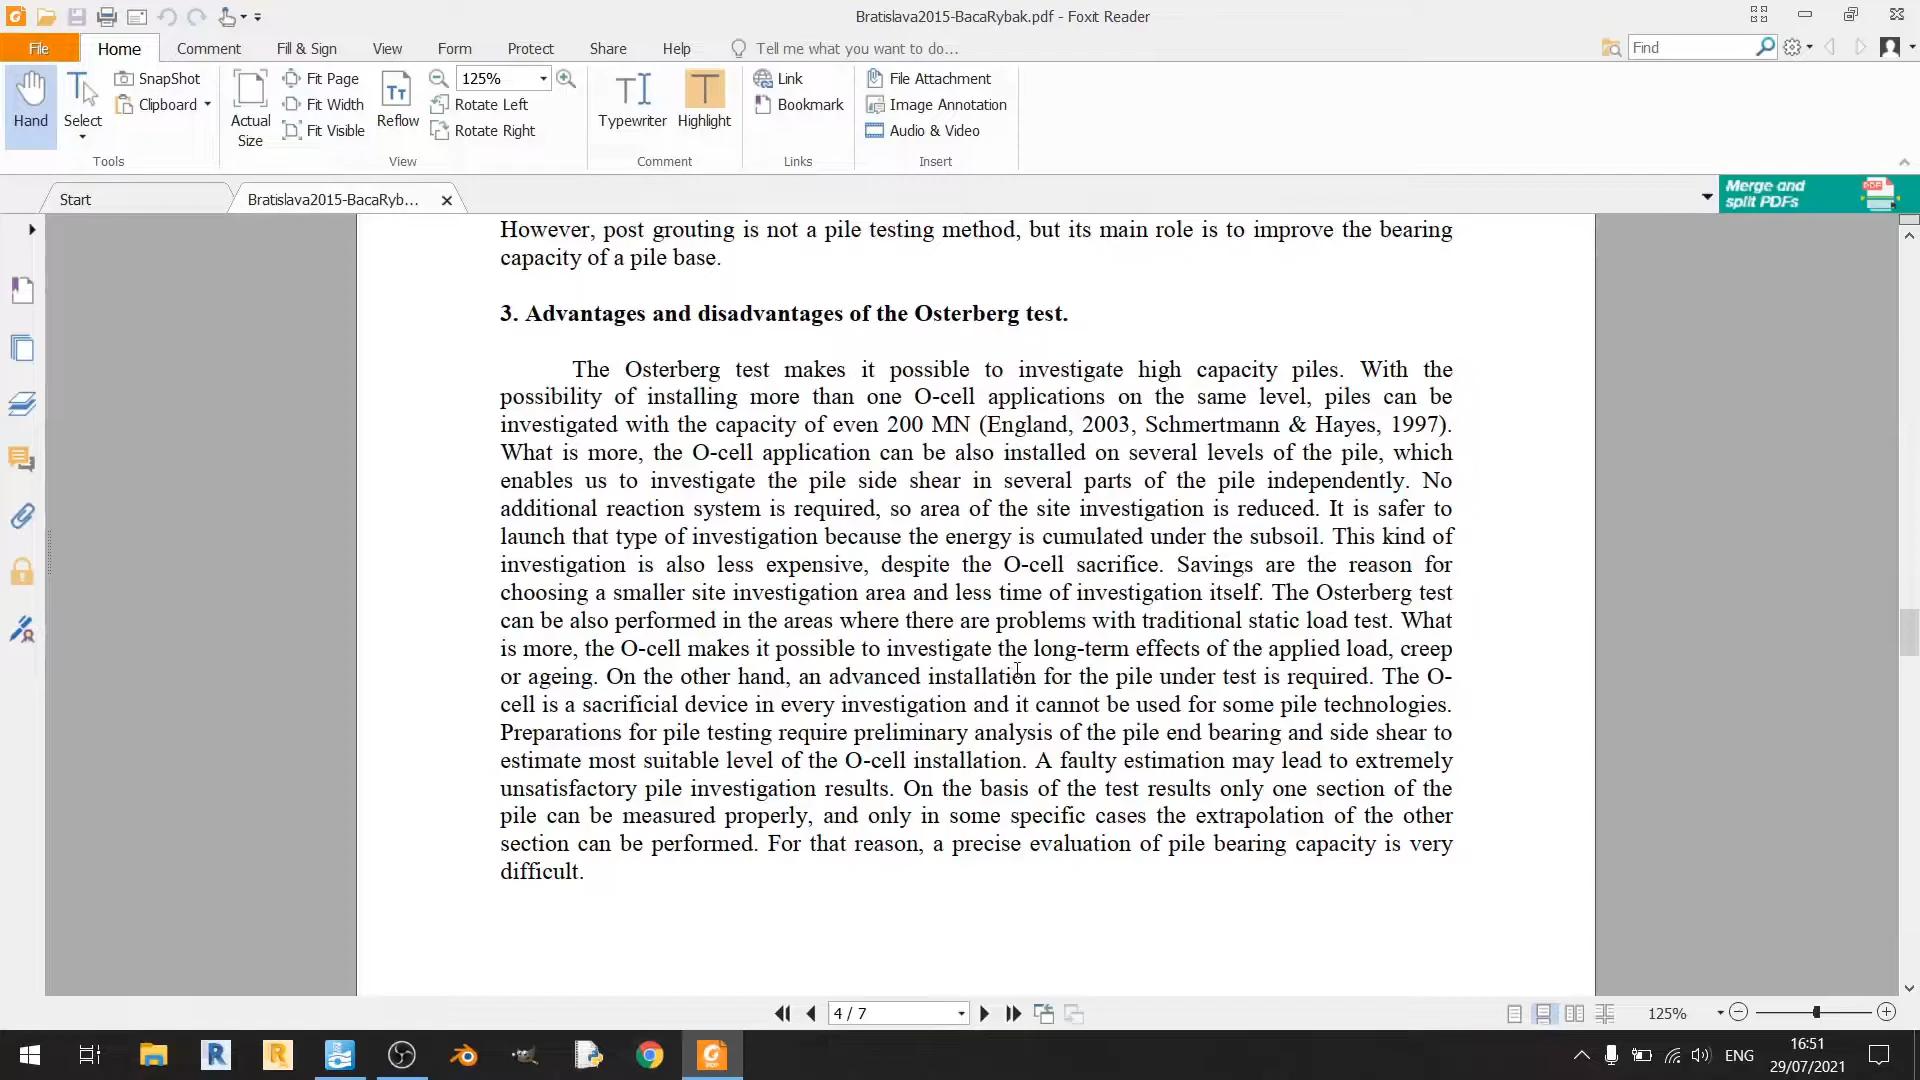 Bratislava2015-BacaRybak.pdf - Foxit Reader
File Home Comment Fill & Sign View Form Protect Share Help Tell me what you want to do... Find
Hand
Select
SnapShot
Clipboard
Tools
Actual
Size
Fit Page
Fit Width
Fit Visible
Reflow
125%
Rotate Left
Rotate Right
View
Typewriter
Highlight
Comment
Link
Bookmark
Links
File Attachment
Image Annotation
Audio & Video
Insert
Start
Bratislava2015-BacaRyb...
Merge and
split PDFs
However, post grouting is not a pile testing method, but its main role is to improve the bearing
capacity of a pile base.
3. Advantages and disadvantages of the Osterberg test.
The Osterberg test makes it possible to investigate high capacity piles. With the
possibility of installing more than one O-cell applications on the same level, piles can be
investigated with the capacity of even 200 MN (England, 2003, Schmertmann & Hayes, 1997).
What is more, the O-cell application can be also installed on several levels of the pile, which
enables us to investigate the pile side shear in several parts of the pile independently. No
additional reaction system is required, so area of the site investigation is reduced. It is safer to
launch that type of investigation because the energy is cumulated under the subsoil. This kind of
investigation is also less expensive, despite the O-cell sacrifice. Savings are the reason for
choosing a smaller site investigation area and less time of investigation itself. The Osterberg test
can be also performed in the areas where there are problems with traditional static load test. What
is more, the O-cell makes it possible to investigate the long-term effects of the applied load, creep
or ageing. On the other hand, an advanced installation for the pile under test is required. The O-
cell is a sacrificial device in every investigation and it cannot be used for some pile technologies.
Preparations for pile testing require preliminary analysis of the pile end bearing and side shear to
estimate most suitable level of the O-cell installation. A faulty estimation may lead to extremely
unsatisfactory pile investigation results. On the basis of the test results only one section of the
pile can be measured properly, and only in some specific cases the extrapolation of the other
section can be performed. For that reason, a precise evaluation of pile bearing capacity is very
difficult.
4 / 7
125%
ENG
16:51
29/07/2021